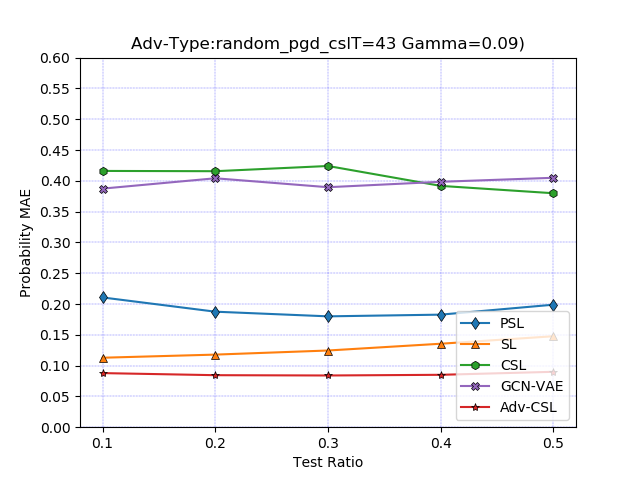 Adv-Type:random_pgd_cslT=43 Gamma=0.09)
0.60
0.55
0.50
0.45
0.40
0.35
0.30
0.25
0.20
0.15
0.10
0.05
0.00
Probability MAE
PSL
SL
CSL
GCN-VAE
Adv-CSL
0.1 0.2 0.3 0.4 0.5
Test Ratio